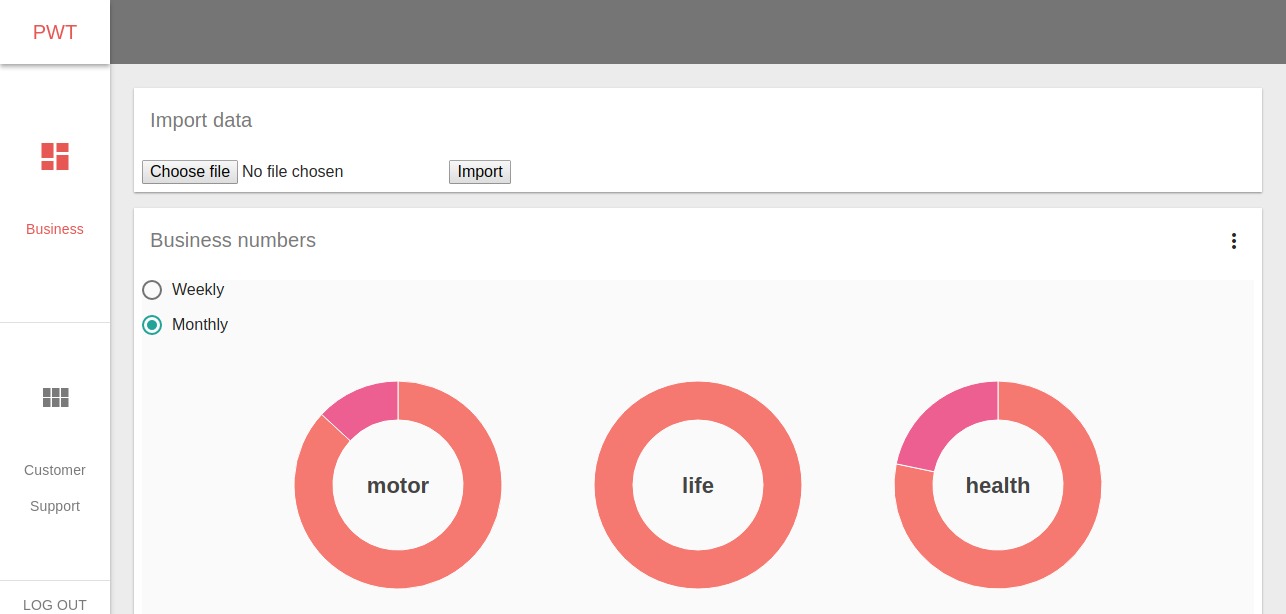 PWT
Import data
Choose file No file chosen Import
Business
Business numbers
Weekly
Monthly
motor life health
Customer
Support
LOG OUT